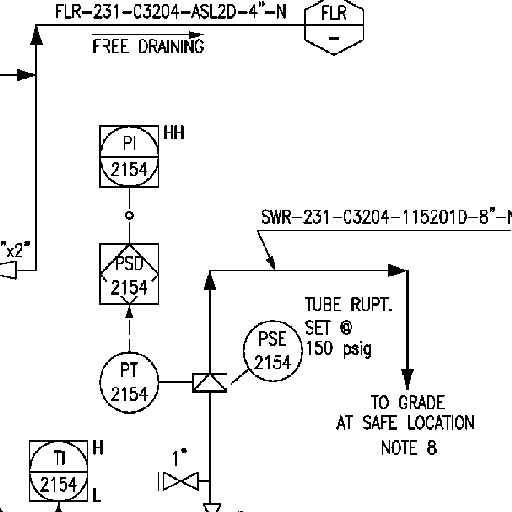 FLR-231-C3204-ASL2D-4"-N
FLR
-
FREE DRAINING
PI
2154
HH
SWR-231-C3204-115201D-8"-N
"x2"
PSD
2154
TUBE RUPT.
SET @
150 psig
PSE
2154
PT
2154
TO GRADE
AT SAFE LOCATION
NOTE 8
TI
2154
H
L
1"